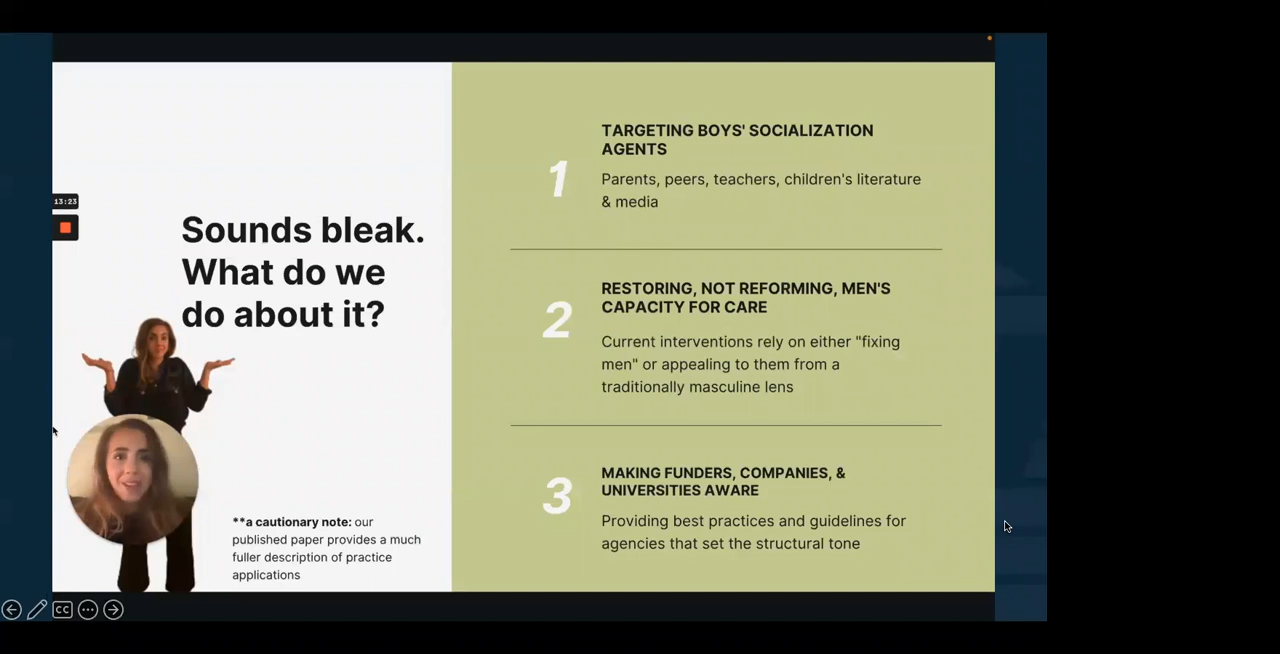 13:23
Sounds bleak.
What do we
do about it?
**a cautionary note: our
published paper provides a much
fuller description of practice
applications
1
TARGETING BOYS' SOCIALIZATION
AGENTS
Parents, peers, teachers, children's literature
& media
2
RESTORING, NOT REFORMING, MEN'S
CAPACITY FOR CARE
Current interventions rely on either "fixing
men" or appealing to them from a
traditionally masculine lens
3
MAKING FUNDERS, COMPANIES, &
UNIVERSITIES AWARE
Providing best practices and guidelines for
agencies that set the structural tone
CC